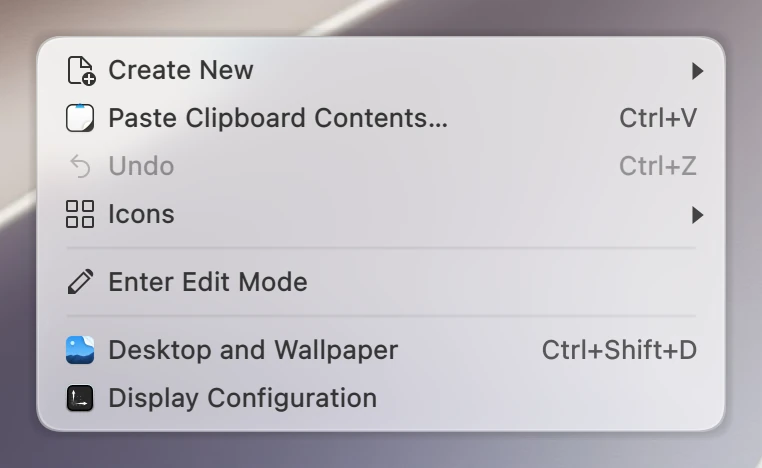 Create New
Paste Clipboard Contents... Ctrl+V
Undo Ctrl+Z
Icons
Enter Edit Mode
Desktop and Wallpaper Ctrl+Shift+D
Display Configuration